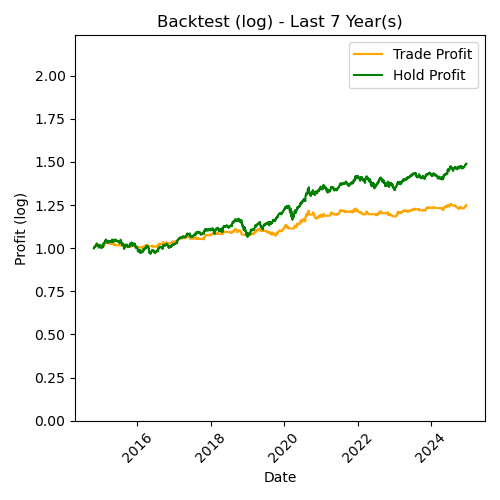 Backtest (log) - Last 7 Year(s)
Trade Profit
Hold Profit
2.00
1.75
1.50
1.25
1.00
0.75
0.50
0.25
0.00
Profit (log)
2016
2018
2020
2022
2024
Date